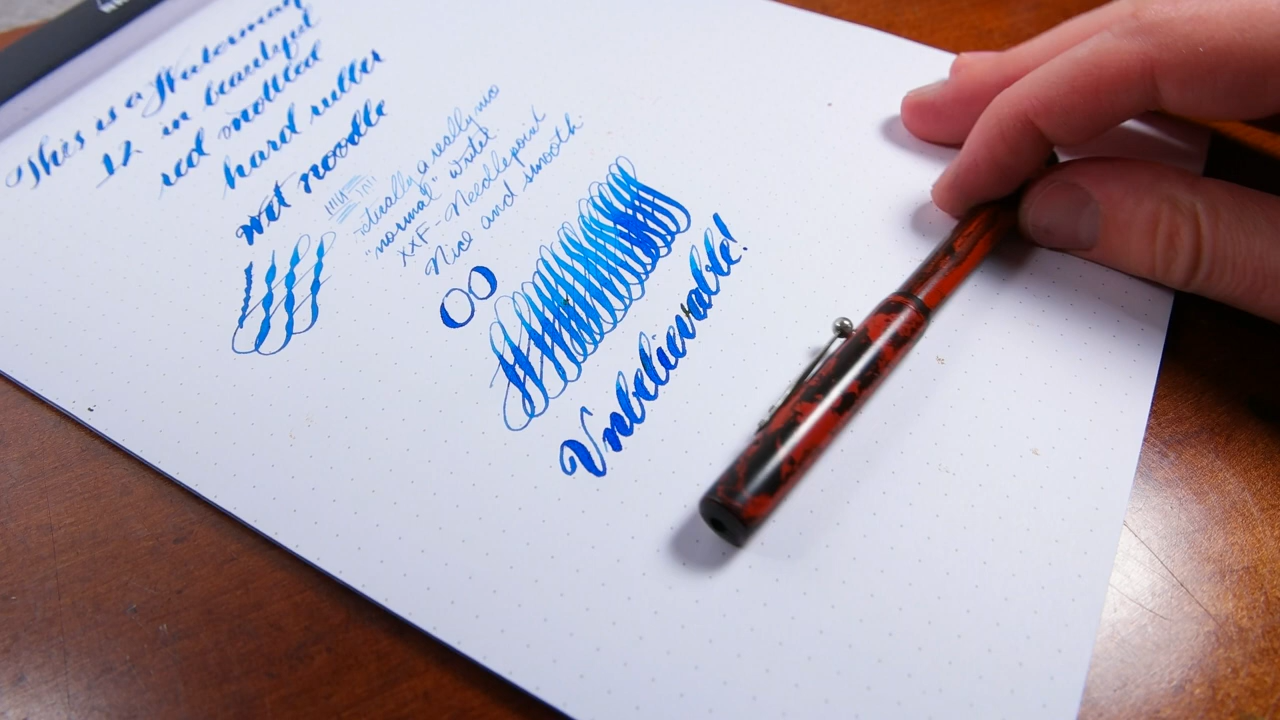 This is a Waterman
12 in beautiful
red mottled
hard rubber
Wet noodle
actually a really nice
"normal" writer.
XXF - Needlepoint
Nice and smooth.
Unbelievable!